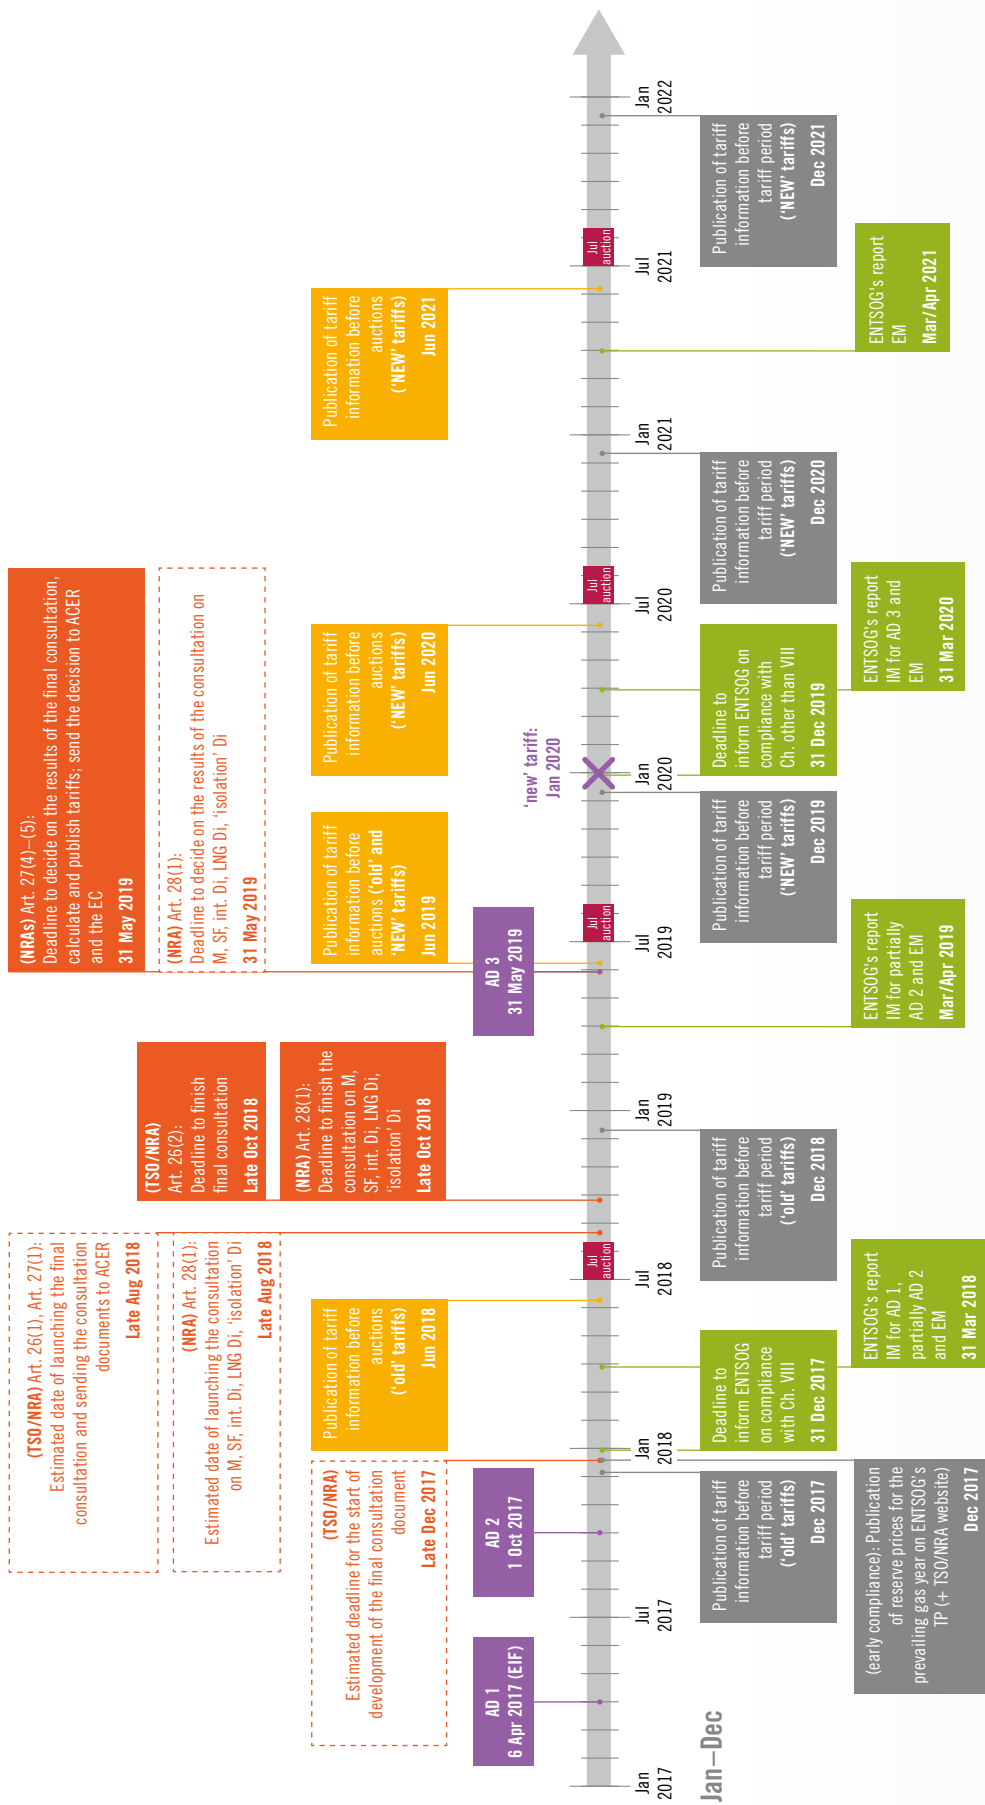 (TSO/NRA) Art. 26(1), Art. 27(1):
Estimated date of launching the final
consultation and sending the consultation
documents to ACER
Late Aug 2018
(NRA) Art. 28(1):
Estimated date of launching the consultation
on M, SF, int. Di, LNG Di, ‘isolation’ Di
Late Aug 2018
(TSO/NRA)
Art. 26(2):
Deadline to finish
final consultation
Late Oct 2018
(NRA) Art. 28(1):
Deadline to finish the
consultation on M,
SF, int. Di, LNG Di,
‘isolation’ Di
Late Oct 2018
(NRAs) Art. 27(4)–(5):
Deadline to decide on the results of the final consultation,
calculate and publish tariffs; send the decision to ACER
and the EC
31 May 2019
(NRA) Art. 28(1):
Deadline to decide on the results of the consultation on
M, SF, int. Di, LNG Di, ‘isolation’ Di
31 May 2019
(TSO/NRA)
Estimated deadline for the start of
development of the final consultation
document
Late Dec 2017
Publication of tariff
information before
auctions
(‘old’ tariffs)
Jun 2018
Publication of tariff
information before
auctions (‘old’ and
‘NEW’ tariffs)
Jun 2019
Publication of tariff
information before
auctions
(‘NEW’ tariffs)
Jun 2020
Publication of tariff
information before
auctions
(‘NEW’ tariffs)
Jun 2021
AD 1
6 Apr 2017 (EIF)
AD 2
1 Oct 2017
AD 3
31 May 2019
‘new’ tariff:
Jan 2020
Jul
auction
Jul
auction
Jul
auction
Jul
auction
Jan
2017
Jul
2017
Jan
2018
Jul
2018
Jan
2019
Jul
2019
Jan
2020
Jul
2020
Jan
2021
Jul
2021
Jan
2022
Jan–Dec
Publication of tariff
information before
tariff period
(‘old’ tariffs)
Dec 2017
Deadline to
inform ENTSOG
on compliance
with Ch. VIII
31 Dec 2017
Publication of tariff
information before
tariff period
(‘old’ tariffs)
Dec 2018
Publication of tariff
information before
tariff period
(‘NEW’ tariffs)
Dec 2019
Deadline to
inform ENTSOG on
compliance with
Ch. other than VIII
31 Dec 2019
Publication of tariff
information before
tariff period
(‘NEW’ tariffs)
Dec 2020
Publication of tariff
information before
tariff period
(‘NEW’ tariffs)
Dec 2021
(early compliance): Publication
of reserve prices for the
prevailing gas year on ENTSOG's
TP (+ TSO/NRA website)
Dec 2017
ENTSOG's report
IM for AD 1,
partially AD 2
and EM
31 Mar 2018
ENTSOG's report
IM for partially
AD 2 and EM
Mar/Apr 2019
ENTSOG's report
IM for AD 3 and
EM
31 Mar 2020
ENTSOG's report
EM
Mar/Apr 2021